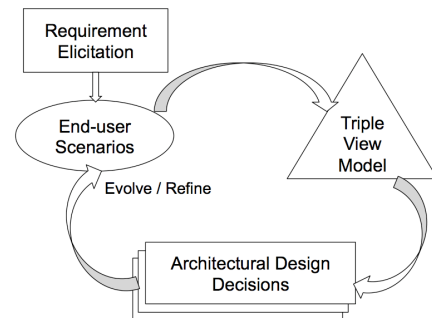 Requirement
Elicitation
End-user
Scenarios
Triple
View
Model
Evolve / Refine
Architectural Design
Decisions